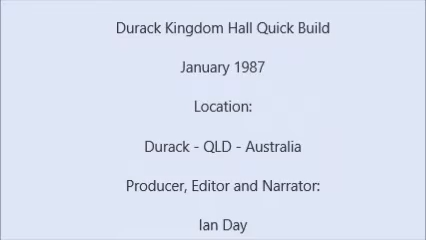 Durack Kingdom Hall Quick Build
January 1987
Location:
Durack - QLD - Australia
Producer, Editor and Narrator:
Ian Day